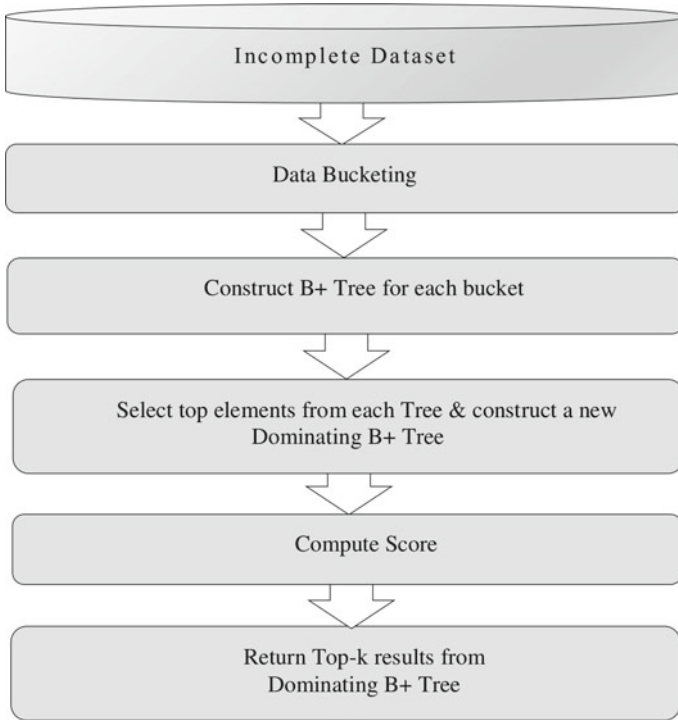 Incomplete Dataset
Data Bucketing
Construct B+ Tree for each bucket
Select top elements from each Tree & construct a new
Dominating B+ Tree
Compute Score
Return Top-k results from
Dominating B+ Tree